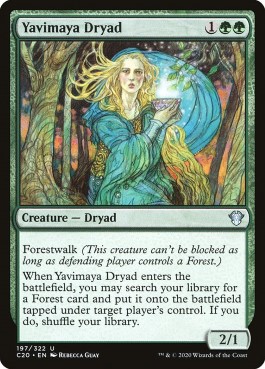 Yavimaya Dryad 1
Creature — Dryad
Forestwalk (This creature can't be blocked as
long as defending player controls a Forest.)
When Yavimaya Dryad enters the
battlefield, you may search your library for
a Forest card and put it onto the battlefield
tapped under target player's control. If you
do, shuffle your library.
2/1
197/322 U
C20 • EN Rebecca Guay
™ & © 2020 Wizards of the Coast